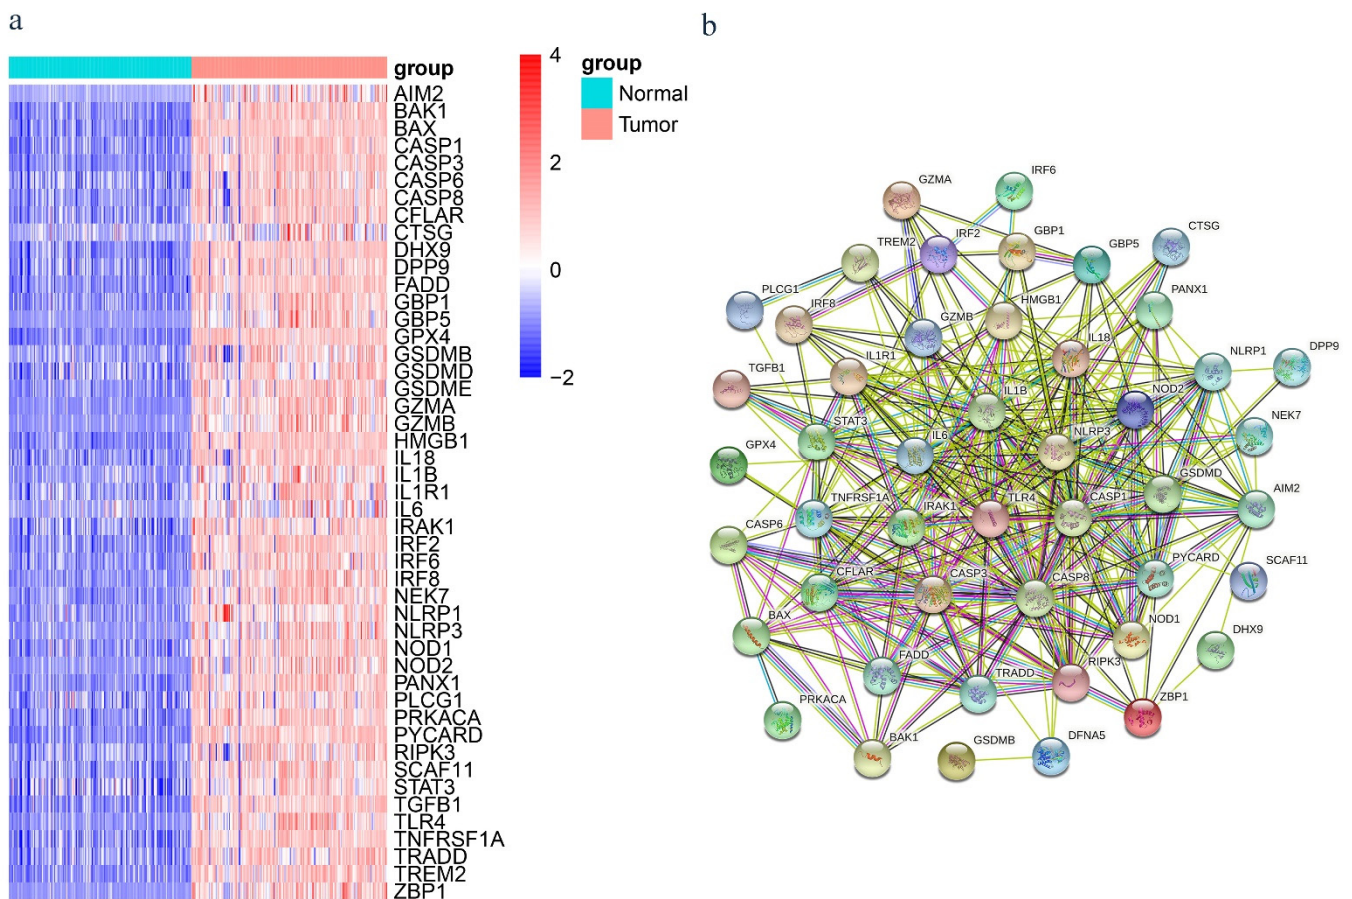 a
group
AIM2
BAK1
BAX
CASP1
CASP3
CASP6
CASP8
CFLAR
CTSG
DHX9
DPP9
FADD
GBP1
GBP5
GPX4
GSDMB
GSDMD
GSDME
GZMA
GZMB
HMGB1
IL18
IL1B
IL1R1
IL6
IRAK1
IRF2
IRF6
IRF8
NEK7
NLRP1
NLRP3
NOD1
NOD2
PANX1
PLCG1
PRKACA
PYCARD
RIPK3
SCAF11
STAT3
TGFB1
TLR4
TNFRSF1A
TRADD
TREM2
ZBP1
4
2
0
−2
group
Normal
Tumor
b
IRF6
GZMA
CTSG
GBP1
IRF2
TREM2
GBP5
PLCG1
PANX1
HMGB1
IRF8
GZMB
IL18
NLRP1
DPP9
IL1R1
TGFB1
NOD2
IL1B
NEK7
STAT3
NLRP3
IL6
GPX4
GSDMD
AIM2
TNFRSF1A
IRAK1
TLR4
CASP1
CASP6
PYCARD
SCAF11
CFLAR
CASP3
CASP8
BAX
NOD1
DHX9
FADD
RIPK3
TRADD
ZBP1
PRKACA
BAK1
GSDMB
DFNA5